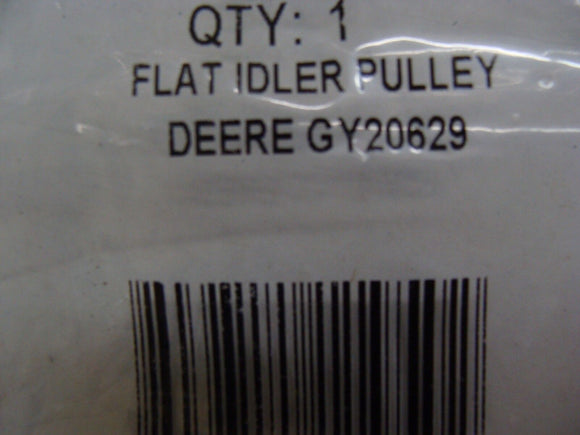 QTY: 1
FLAT IDLER PULLEY
DEERE GY20629